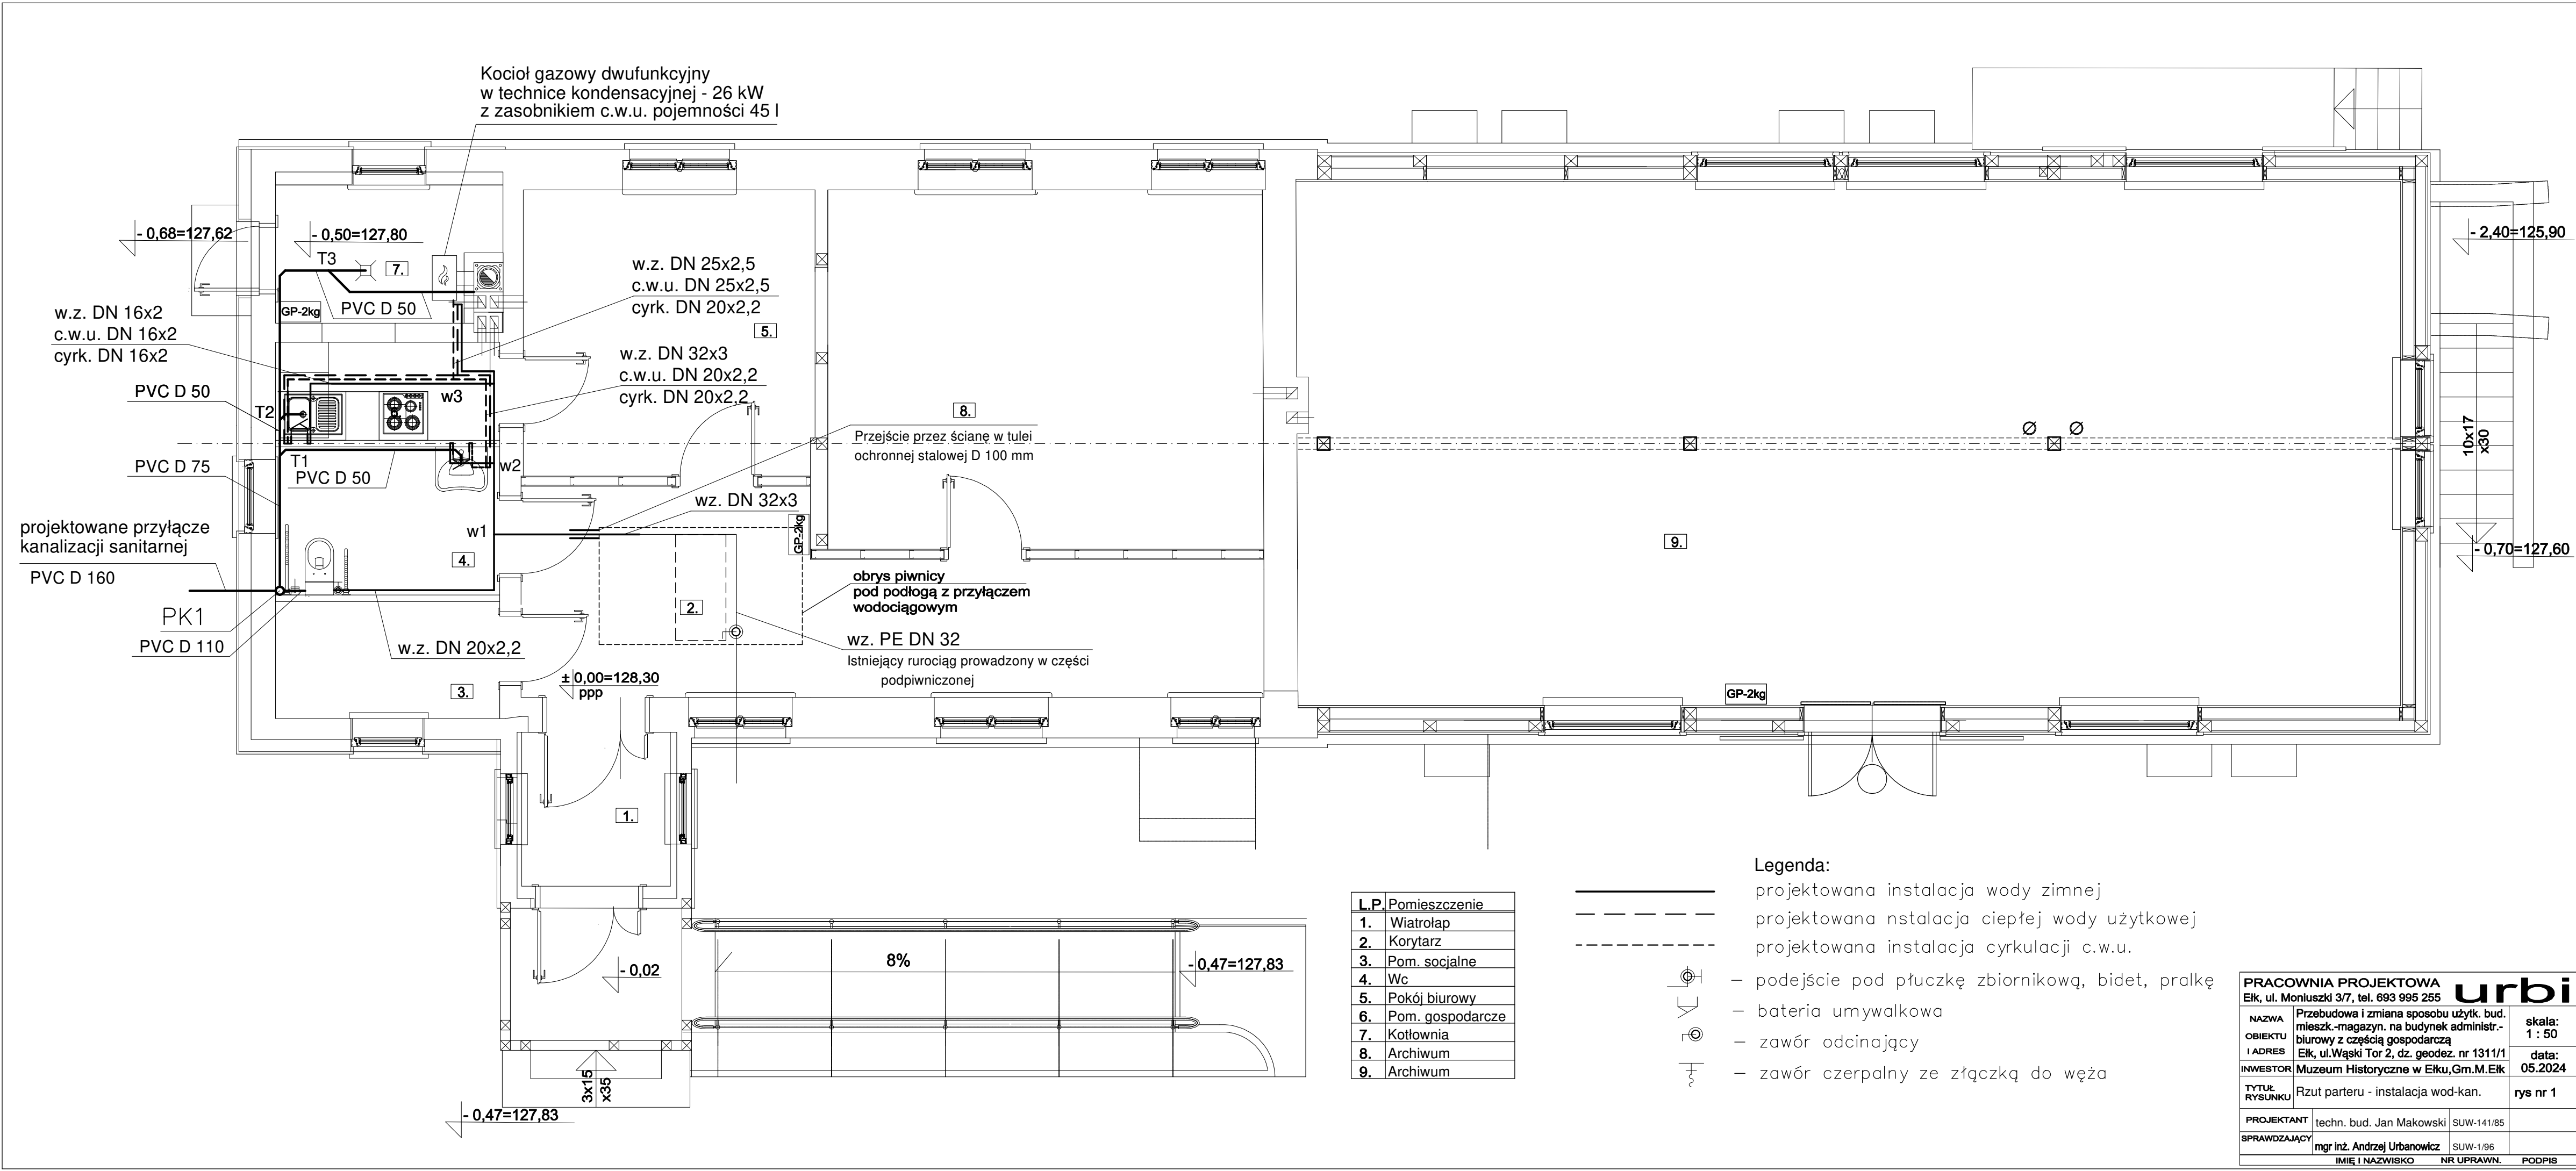 Kocioł gazowy dwufunkcyjny
w technice kondensacyjnej - 26 kW
z zasobnikiem c.w.u. pojemności 45 l
- 0,68=127,62
- 0,50=127,80
- 2,40=125,90
T3
7.
GP-2kg
PVC D 50
w.z. DN 25x2,5
c.w.u. DN 25x2,5
cyrk. DN 20x2,2
5.
w.z. DN 16x2
c.w.u. DN 16x2
cyrk. DN 16x2
w.z. DN 32x3
c.w.u. DN 20x2,2
cyrk. DN 20x2,2
PVC D 50
T2
w3
8.
Przejście przez ścianę w tulei
ochronnej stalowej D 100 mm
10x17
x30
PVC D 75
T1
PVC D 50
w2
wz. DN 32x3
GP-2kg
projektowane przyłącze
kanalizacji sanitarnej
PVC D 160
w1
4.
9.
- 0,70=127,60
obrys piwnicy
pod podłogą z przyłączem
wodociągowym
2.
PK1
PVC D 110
w.z. DN 20x2,2
wz. PE DN 32
Istniejący rurociąg prowadzony w części
podpiwniczonej
3.
± 0,00=128,30
ppp
GP-2kg
1.
- 0,02
8%
- 0,47=127,83
3x15
x35
- 0,47=127,83
L.P. Pomieszczenie
1. Wiatrołap
2. Korytarz
3. Pom. socjalne
4. Wc
5. Pokój biurowy
6. Pom. gospodarcze
7. Kotłownia
8. Archiwum
9. Archiwum
Legenda:
projektowana instalacja wody zimnej
projektowana nstalacja ciepłej wody użytkowej
projektowana instalacja cyrkulacji c.w.u.
– podejście pod płuczkę zbiornikową, bidet, pralkę
– bateria umywalkowa
– zawór odcinający
– zawór czerpalny ze złączką do węża
PRACOWNIA PROJEKTOWA urbi
Ełk, ul. Moniuszki 3/7, tel. 693 995 255
NAZWA OBIEKTU I ADRES
Przebudowa i zmiana sposobu użytk. bud.
mieszk.-magazyn. na budynek administr.-
biurowy z częścią gospodarczą
Ełk, ul.Wąski Tor 2, dz. geodez. nr 1311/1
skala:
1 : 50
data:
05.2024
INWESTOR Muzeum Historyczne w Ełku,Gm.M.Ełk
TYTUŁ RYSUNKU Rzut parteru - instalacja wod-kan. rys nr 1
PROJEKTANT techn. bud. Jan Makowski SUW-141/85
SPRAWDZAJĄCY mgr inż. Andrzej Urbanowicz SUW-1/96
IMIĘ I NAZWISKO NR UPRAWN. PODPIS